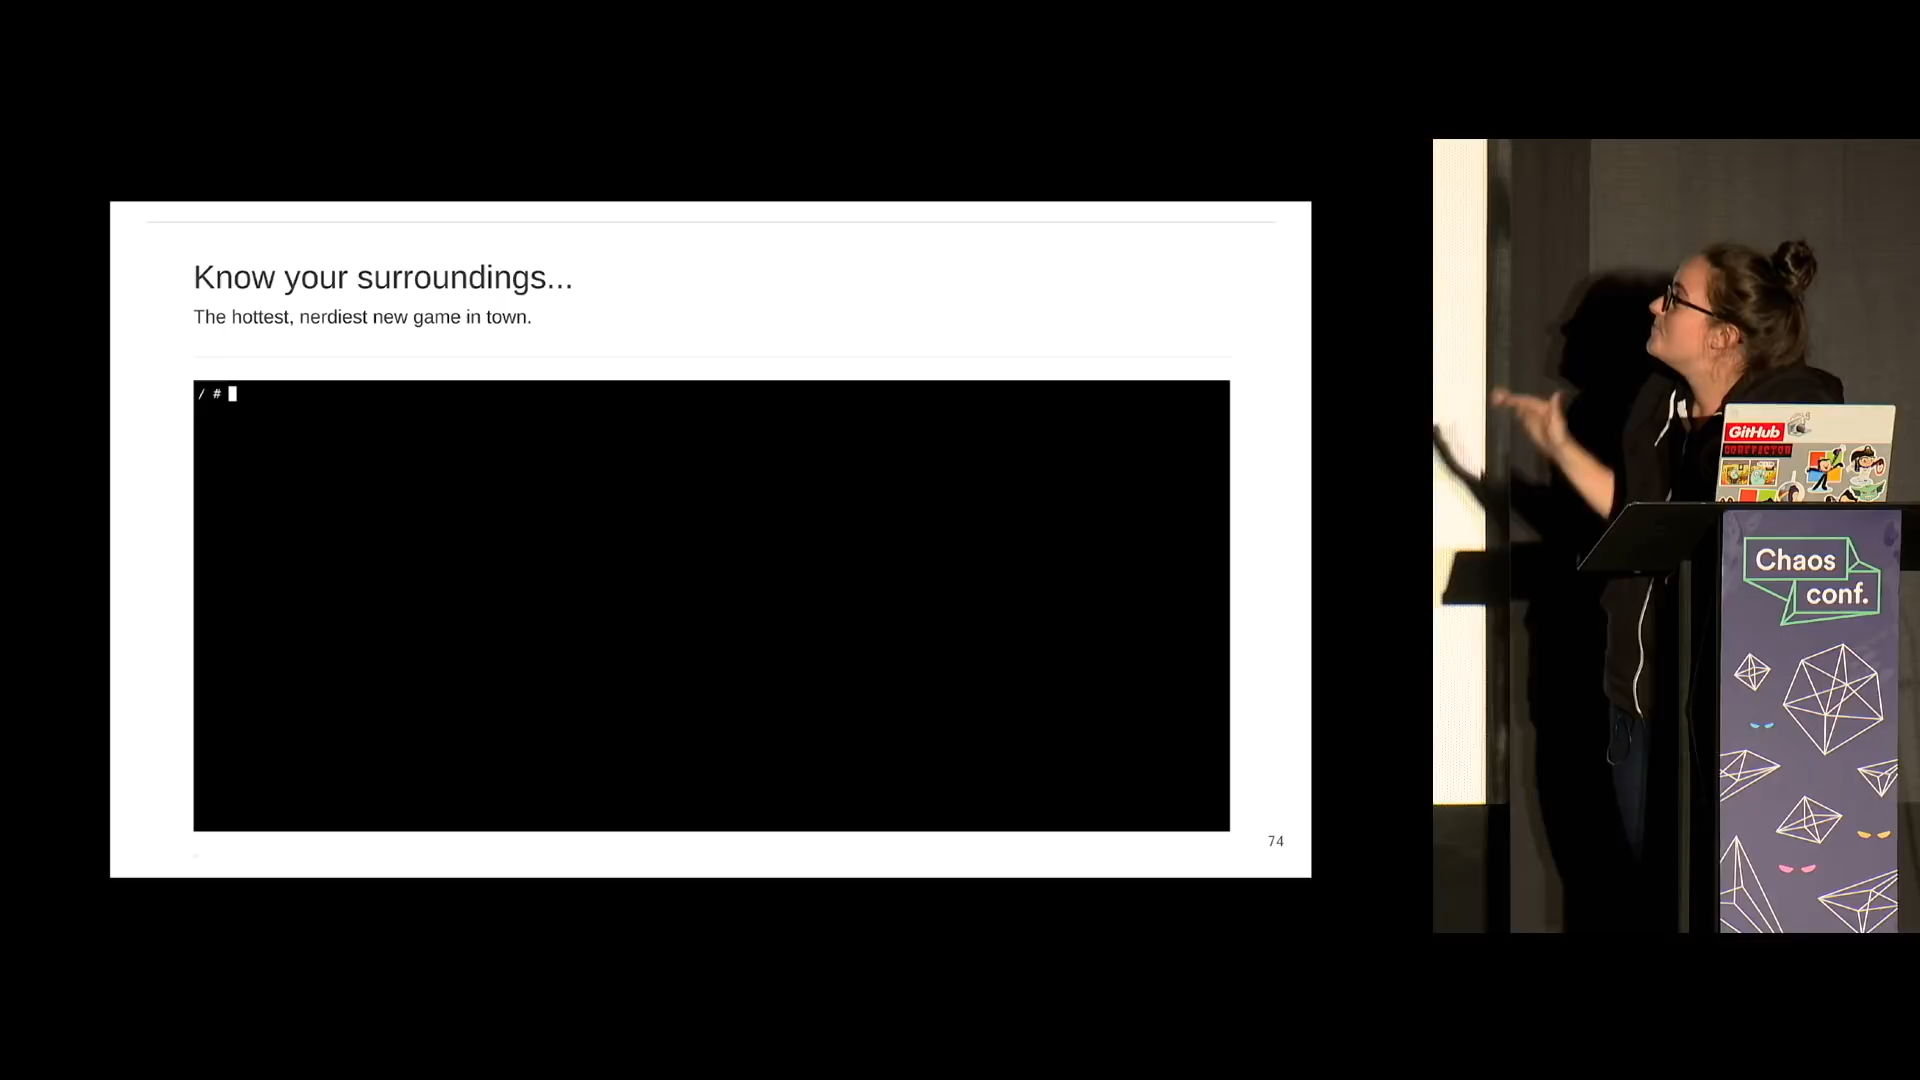 Know your surroundings...
The hottest, nerdiest new game in town.
/ #
74
GitHub
Chaos
conf.